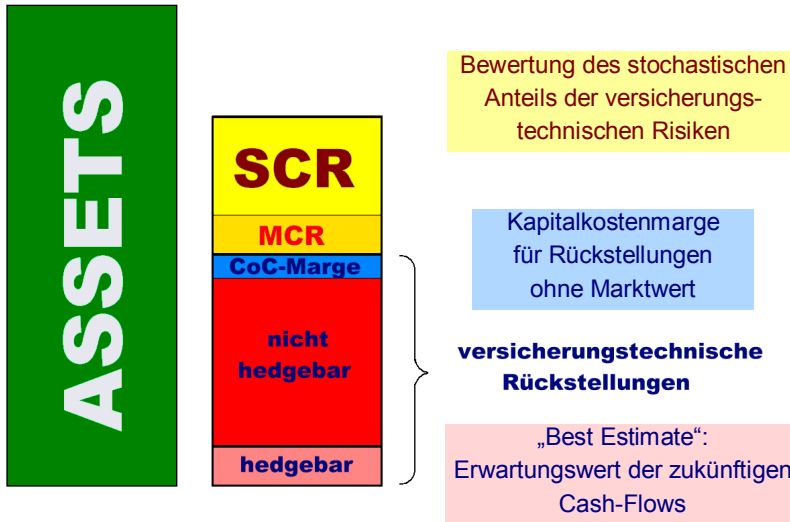 ASSETS
SCR
MCR
CoC-Marge
nicht
hedgebar
hedgebar
Bewertung des stochastischen
Anteils der versicherungs-
technischen Risiken
Kapitalkostenmarge
für Rückstellungen
ohne Marktwert
versicherungstechnische
Rückstellungen
„Best Estimate“:
Erwartungswert der zukünftigen
Cash-Flows